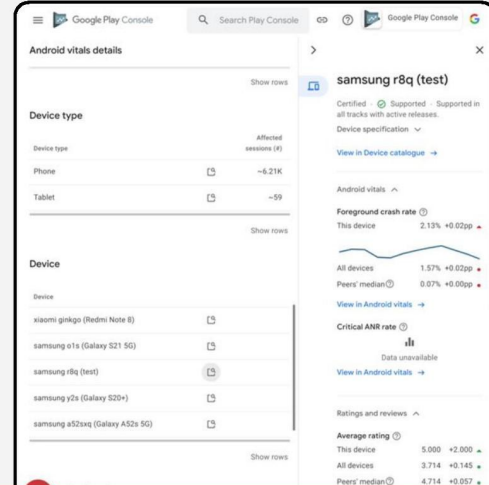 Google Play Console
Search Play Console
Google Play Console
Android vitals details
Show rows
Device type
Device type
Affected
sessions (#)
Phone
~6.21K
Tablet
~59
Show rows
Device
Device
xiaomi ginkgo (Redmi Note 8)
samsung o1s (Galaxy S21 5G)
samsung r8q (test)
samsung y2s (Galaxy S20+)
samsung a52sxq (Galaxy A52s 5G)
Show rows
samsung r8q (test)
Certified · Supported · Supported in
all tracks with active releases.
Device specification
View in Device catalogue →
Android vitals
Foreground crash rate
This device 2.13% +0.02pp
All devices 1.57% +0.02pp
Peers' median 0.07% +0.00pp
View in Android vitals →
Critical ANR rate
Data unavailable
View in Android vitals →
Ratings and reviews
Average rating
This device 5.000 +2.000
All devices 3.714 +0.145
Peers' median 4.714 +0.057